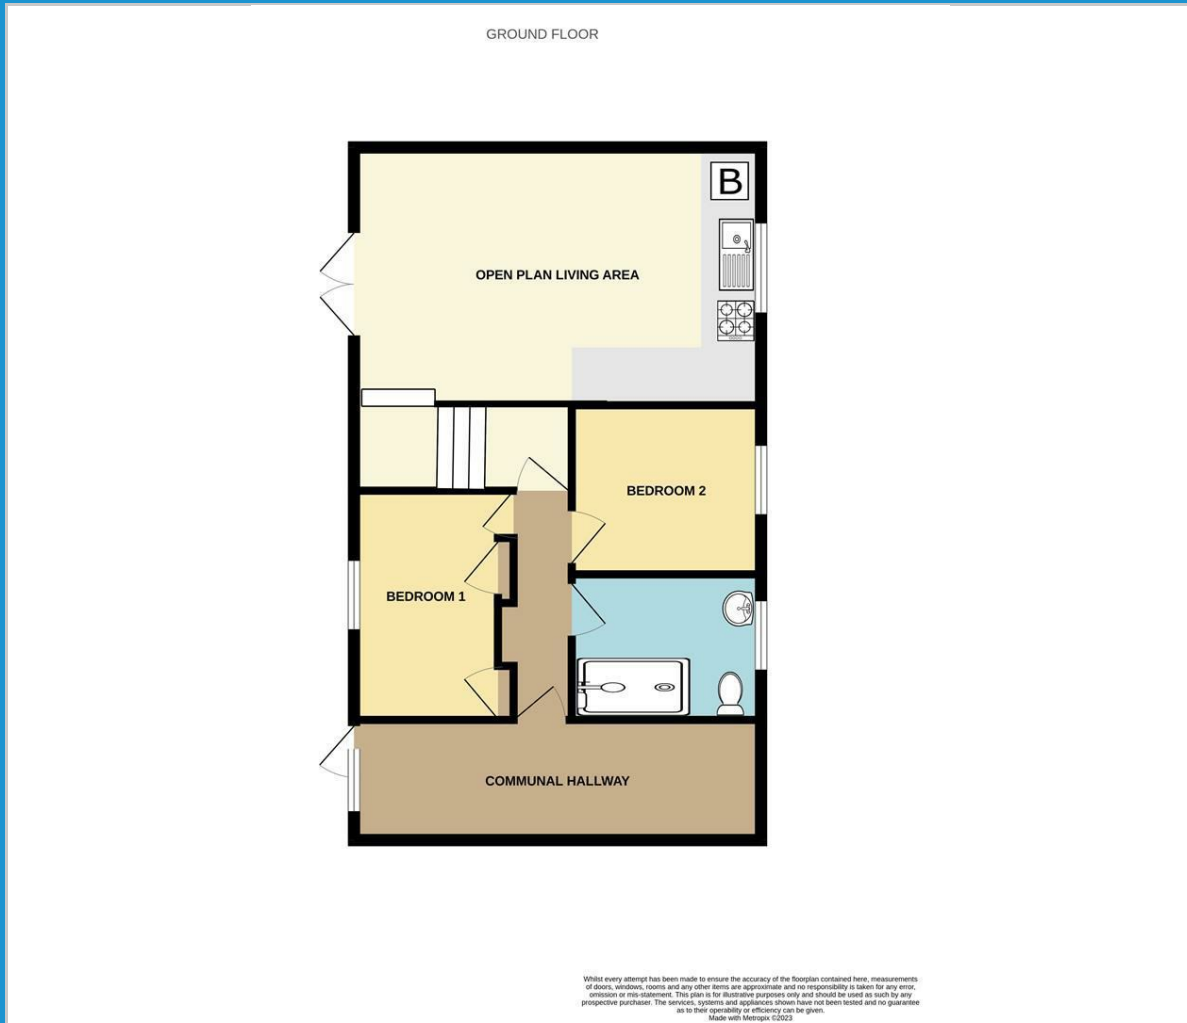 GROUND FLOOR
B
OPEN PLAN LIVING AREA
BEDROOM 2
BEDROOM 1
COMMUNAL HALLWAY
Whilst every attempt has been made to ensure the accuracy of the floorplan contained here, measurements
of doors, windows, rooms and any other items are approximate and no responsibility is taken for any error,
omission or mis-statement. This plan is for illustrative purposes only and should be used as such by any
prospective purchaser. The services, systems and appliances shown have not been tested and no guarantee
as to their operability or efficiency can be given.
Made with Metropix ©2023